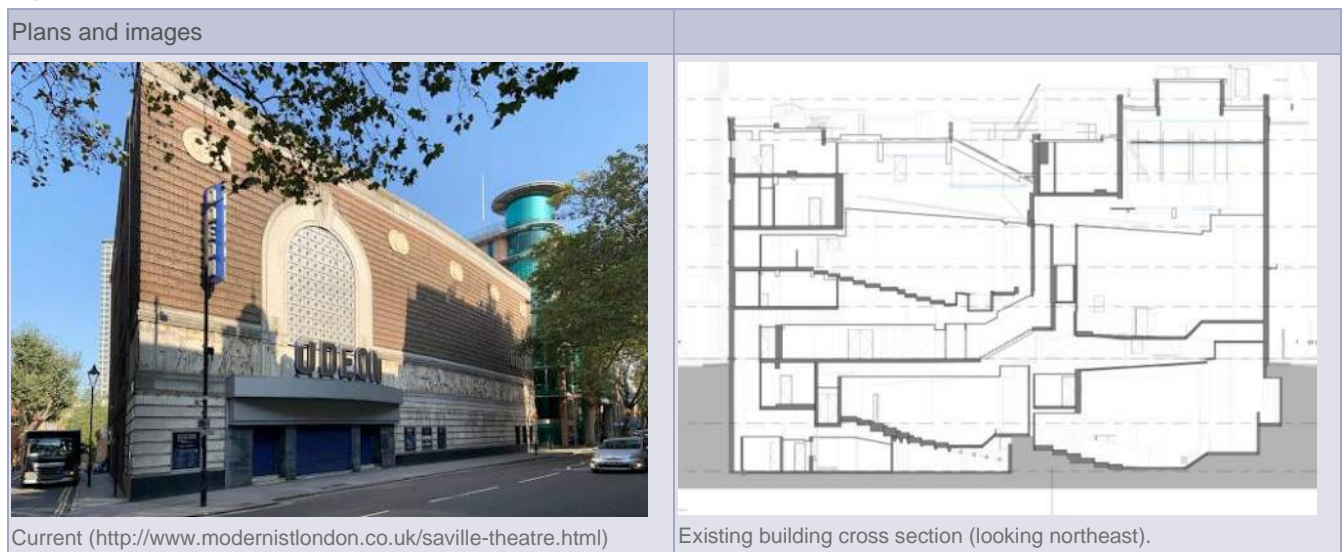 Plans and images
ODEON
ODEON
Current (http://www.modernistlondon.co.uk/saville-theatre.html)
Existing building cross section (looking northeast).